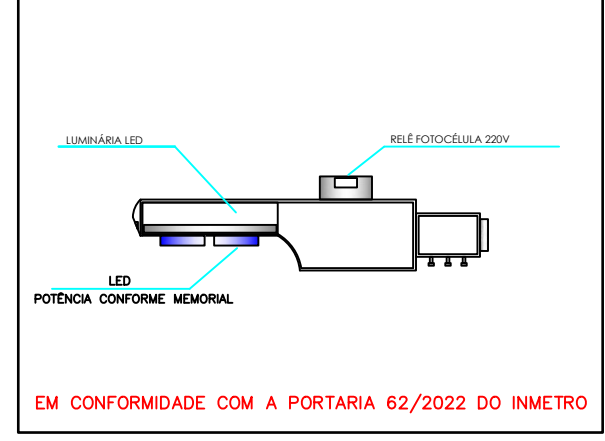 LUMINÁRIA LED
RELÊ FOTOCÉLULA 220V
LED
POTÊNCIA CONFORME MEMORIAL
EM CONFORMIDADE COM A PORTARIA 62/2022 DO INMETRO